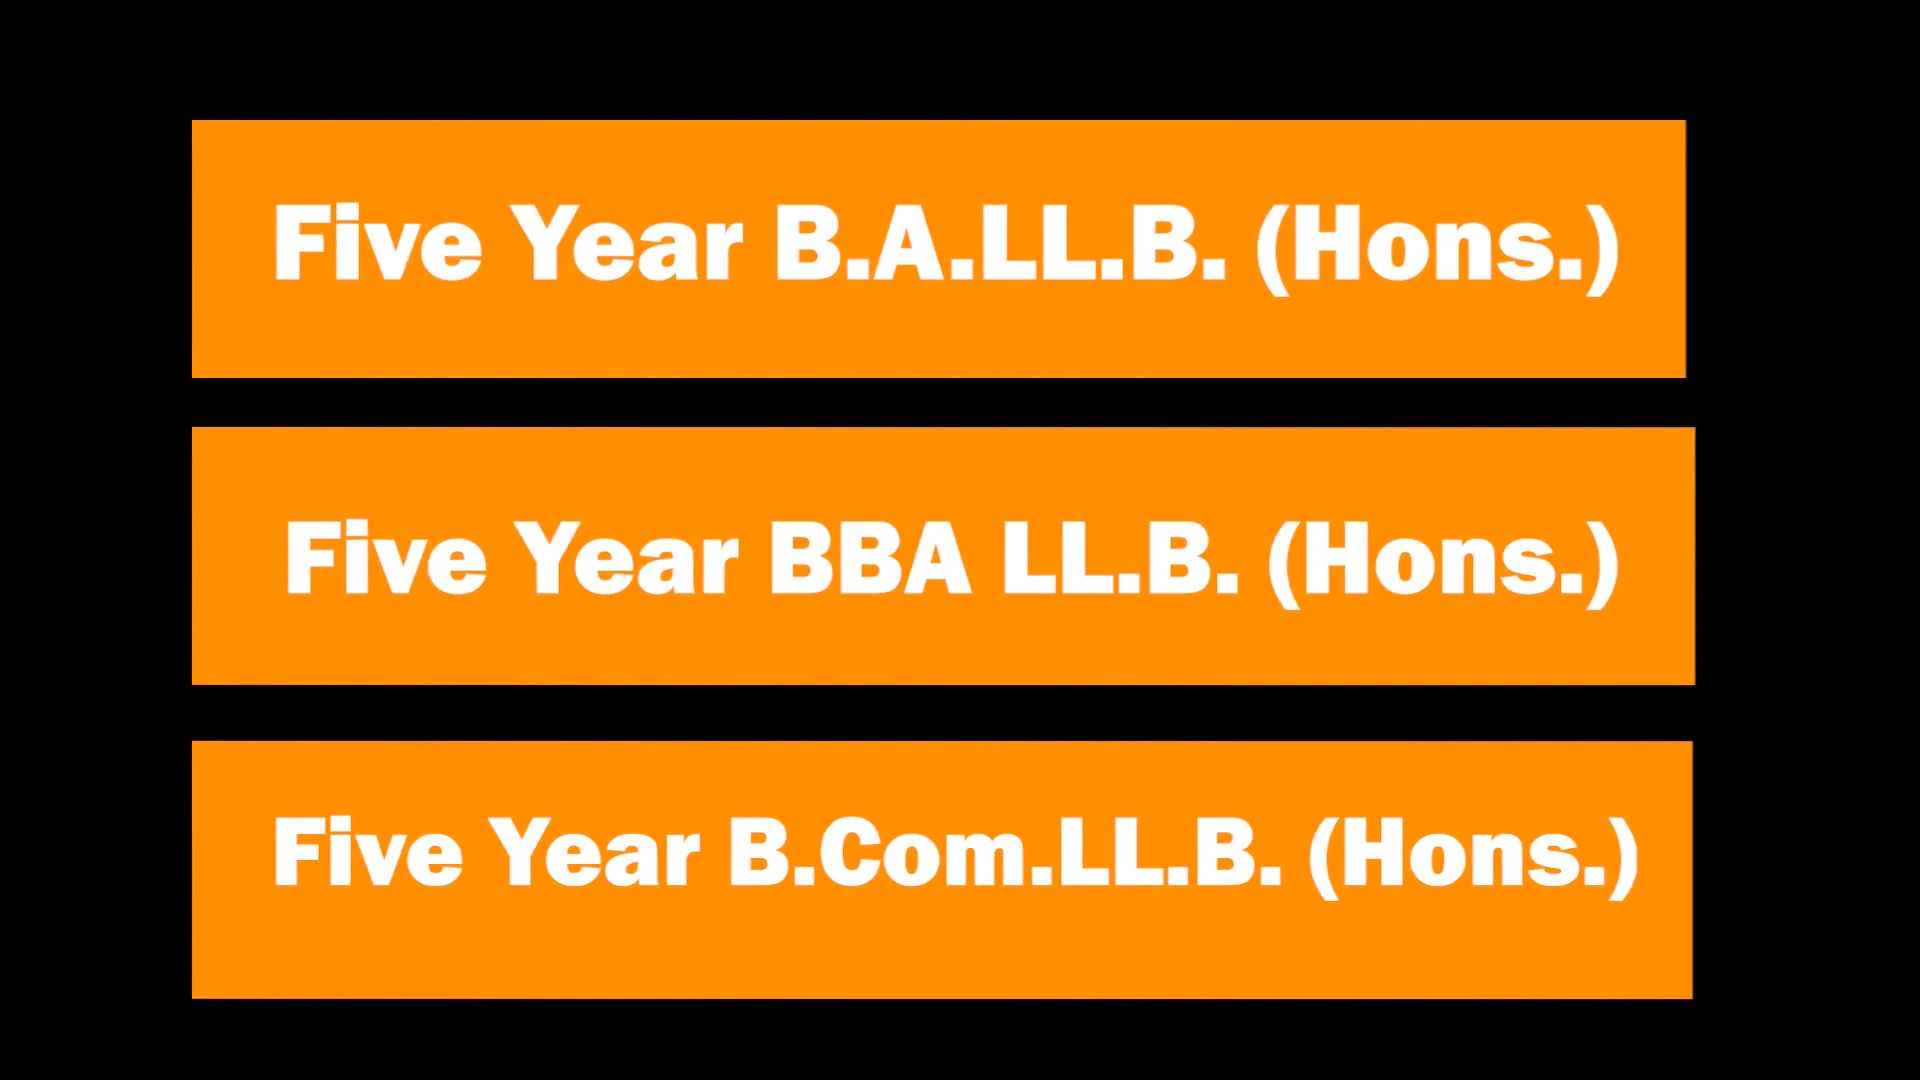 Five Year B.A.LL.B. (Hons.)
Five Year BBA LL.B. (Hons.)
Five Year B.Com.LL.B. (Hons.)